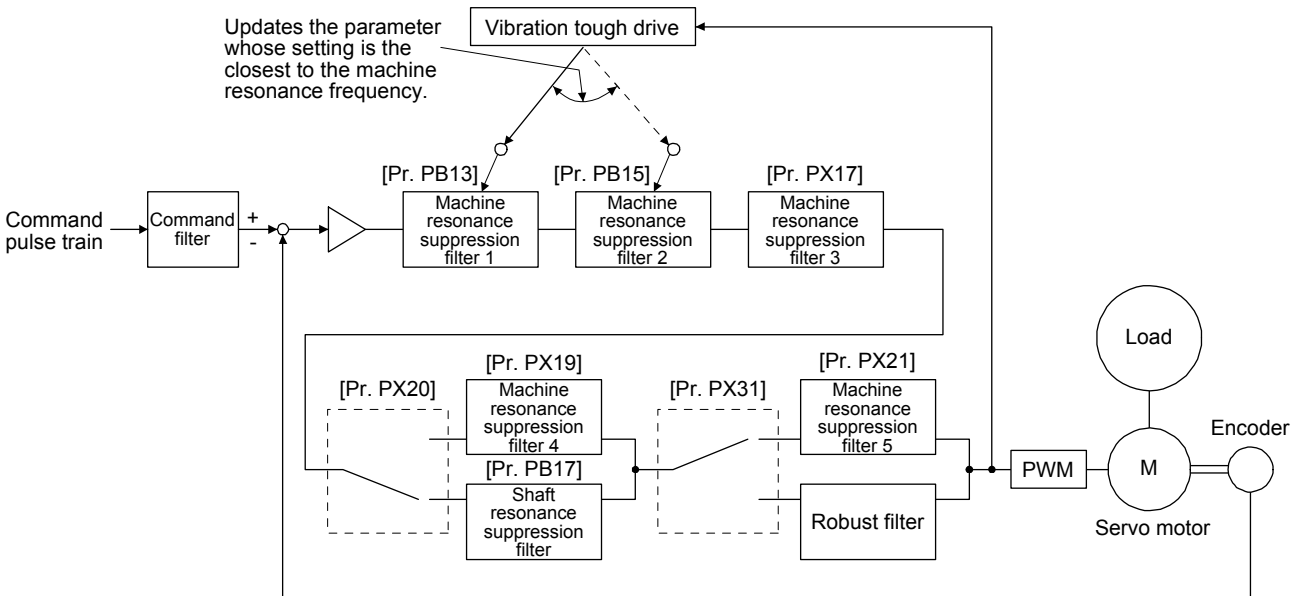 Updates the parameter
whose setting is the
closest to the machine
resonance frequency.
Vibration tough drive
[Pr. PB13]
[Pr. PB15]
[Pr. PX17]
Command
pulse train
Command
filter
+
-
Machine
resonance
suppression
filter 1
Machine
resonance
suppression
filter 2
Machine
resonance
suppression
filter 3
Load
[Pr. PX20]
[Pr. PX19]
Machine
resonance
suppression
filter 4
[Pr. PB17]
Shaft
resonance
suppression
filter
[Pr. PX31]
[Pr. PX21]
Machine
resonance
suppression
filter 5
Robust filter
PWM
M
Servo motor
Encoder